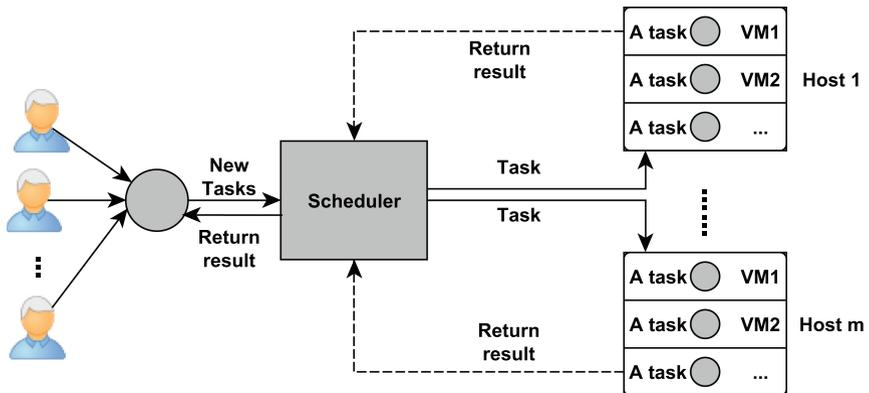 A task VM1
Return
result
A task VM2
Host 1
A task ...
New
Tasks
Task
Scheduler
Task
Return
result
A task VM1
Return
result
A task VM2
Host m
A task ...